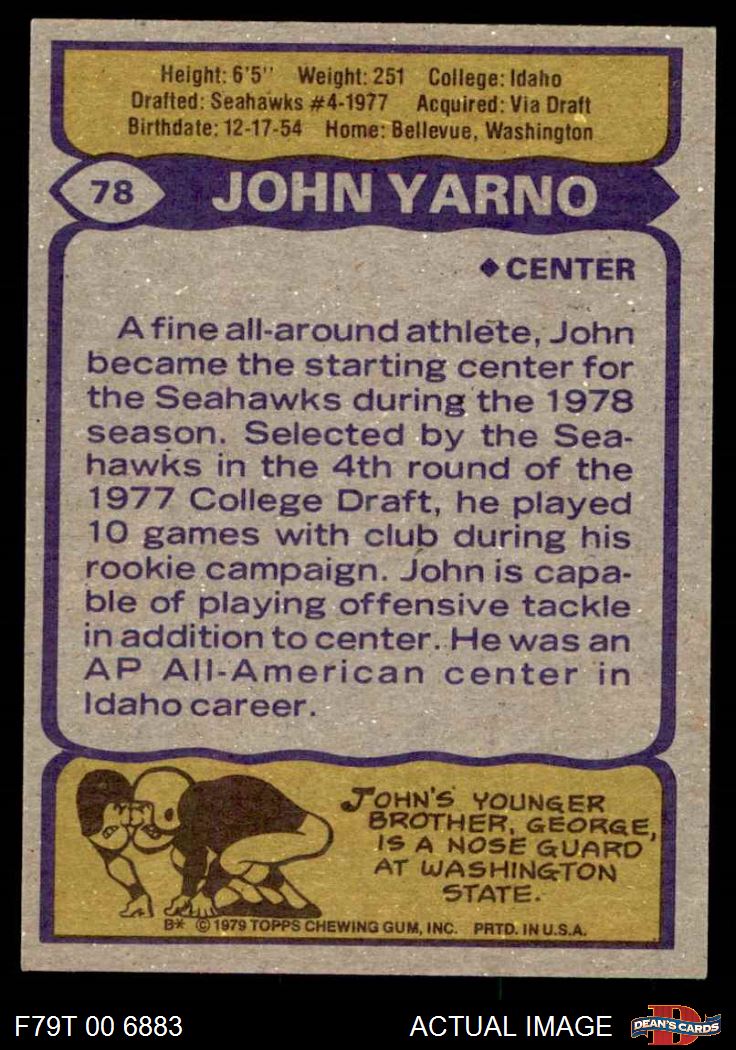 Height: 6'5'' Weight: 251 College: Idaho
Drafted: Seahawks #4-1977 Acquired: Via Draft
Birthdate: 12-17-54 Home: Bellevue, Washington
78 JOHN YARNO
◆ CENTER
A fine all-around athlete, John
became the starting center for
the Seahawks during the 1978
season. Selected by the Sea-
hawks in the 4th round of the
1977 College Draft, he played
10 games with club during his
rookie campaign. John is capa-
ble of playing offensive tackle
in addition to center. He was an
AP All-American center in
Idaho career.
JOHN'S YOUNGER
BROTHER, GEORGE,
IS A NOSE GUARD
AT WASHINGTON
STATE.
B* © 1979 TOPPS CHEWING GUM, INC. PRTD. IN U.S.A.
F79T 00 6883 ACTUAL IMAGE D DEAN'S CARDS